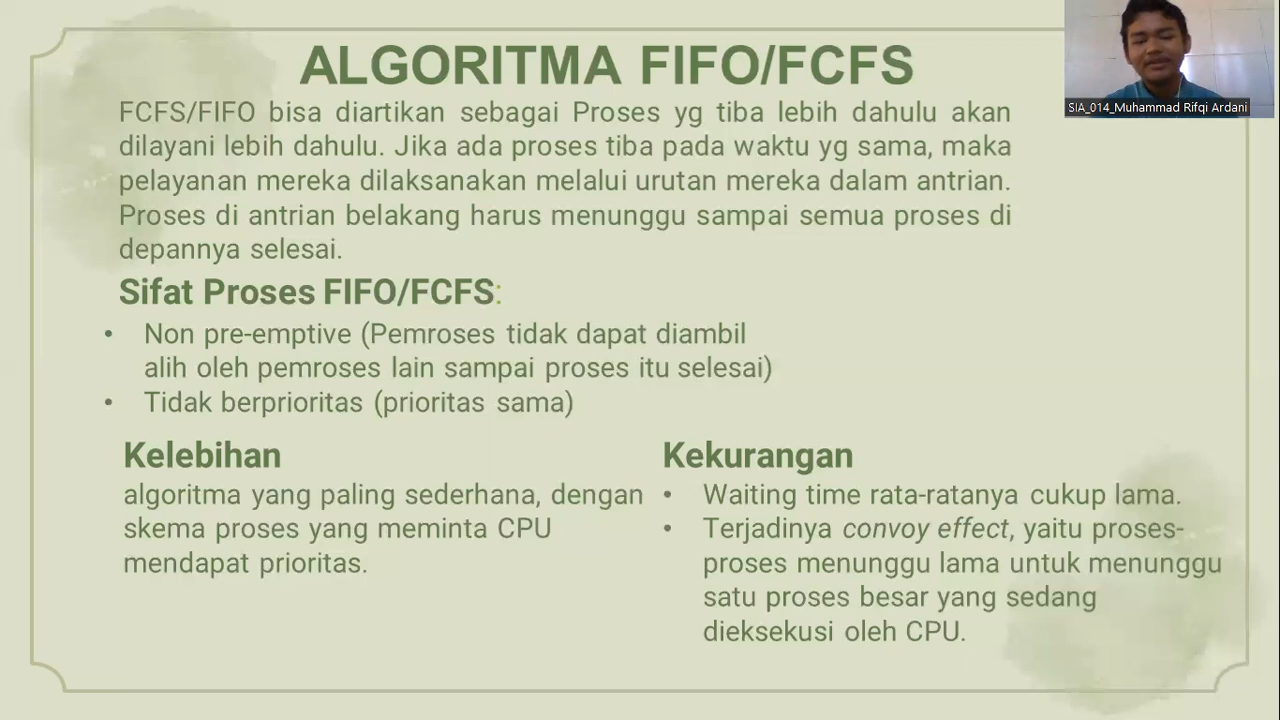 ALGORITMA FIFO/FCFS
FCFS/FIFO bisa diartikan sebagai Proses yg tiba lebih dahulu akan
dilayani lebih dahulu. Jika ada proses tiba pada waktu yg sama, maka
pelayanan mereka dilaksanakan melalui urutan mereka dalam antrian.
Proses di antrian belakang harus menunggu sampai semua proses di
depannya selesai.
Sifat Proses FIFO/FCFS:
• Non pre-emptive (Pemroses tidak dapat diambil
alih oleh pemroses lain sampai proses itu selesai)
• Tidak berprioritas (prioritas sama)
Kelebihan
algoritma yang paling sederhana, dengan
skema proses yang meminta CPU
mendapat prioritas.
Kekurangan
• Waiting time rata-ratanya cukup lama.
• Terjadinya convoy effect, yaitu proses-
proses menunggu lama untuk menunggu
satu proses besar yang sedang
dieksekusi oleh CPU.
SIA_014_Muhammad Rifqi Ardani